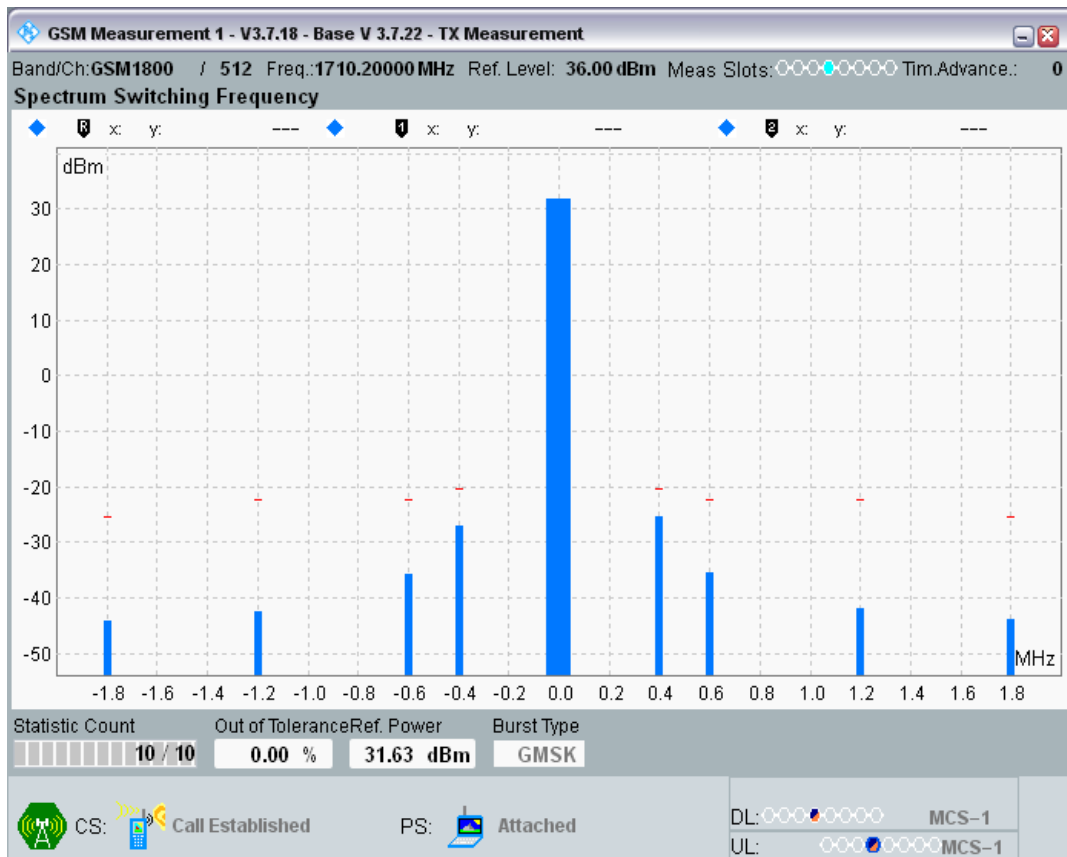 GSM Measurement 1 - V3.7.18 - Base V 3.7.22 - TX Measurement
Band/Ch:GSM1800 / 512 Freq.:1710.20000 MHz Ref. Level: 36.00 dBm Meas Slots: Tim.Advance.: 0
Spectrum Switching Frequency
R x: y: --- 1 x: y: --- 2 x: y: ---
dBm
30
20
10
0
-10
-20
-30
-40
-50
MHz
-1.8 -1.6 -1.4 -1.2 -1.0 -0.8 -0.6 -0.4 -0.2 0.0 0.2 0.4 0.6 0.8 1.0 1.2 1.4 1.6 1.8
Statistic Count Out of Tolerance Ref. Power Burst Type
10 / 10 0.00 % 31.63 dBm GMSK
CS: Call Established PS: Attached DL: MCS-1
UL: MCS-1